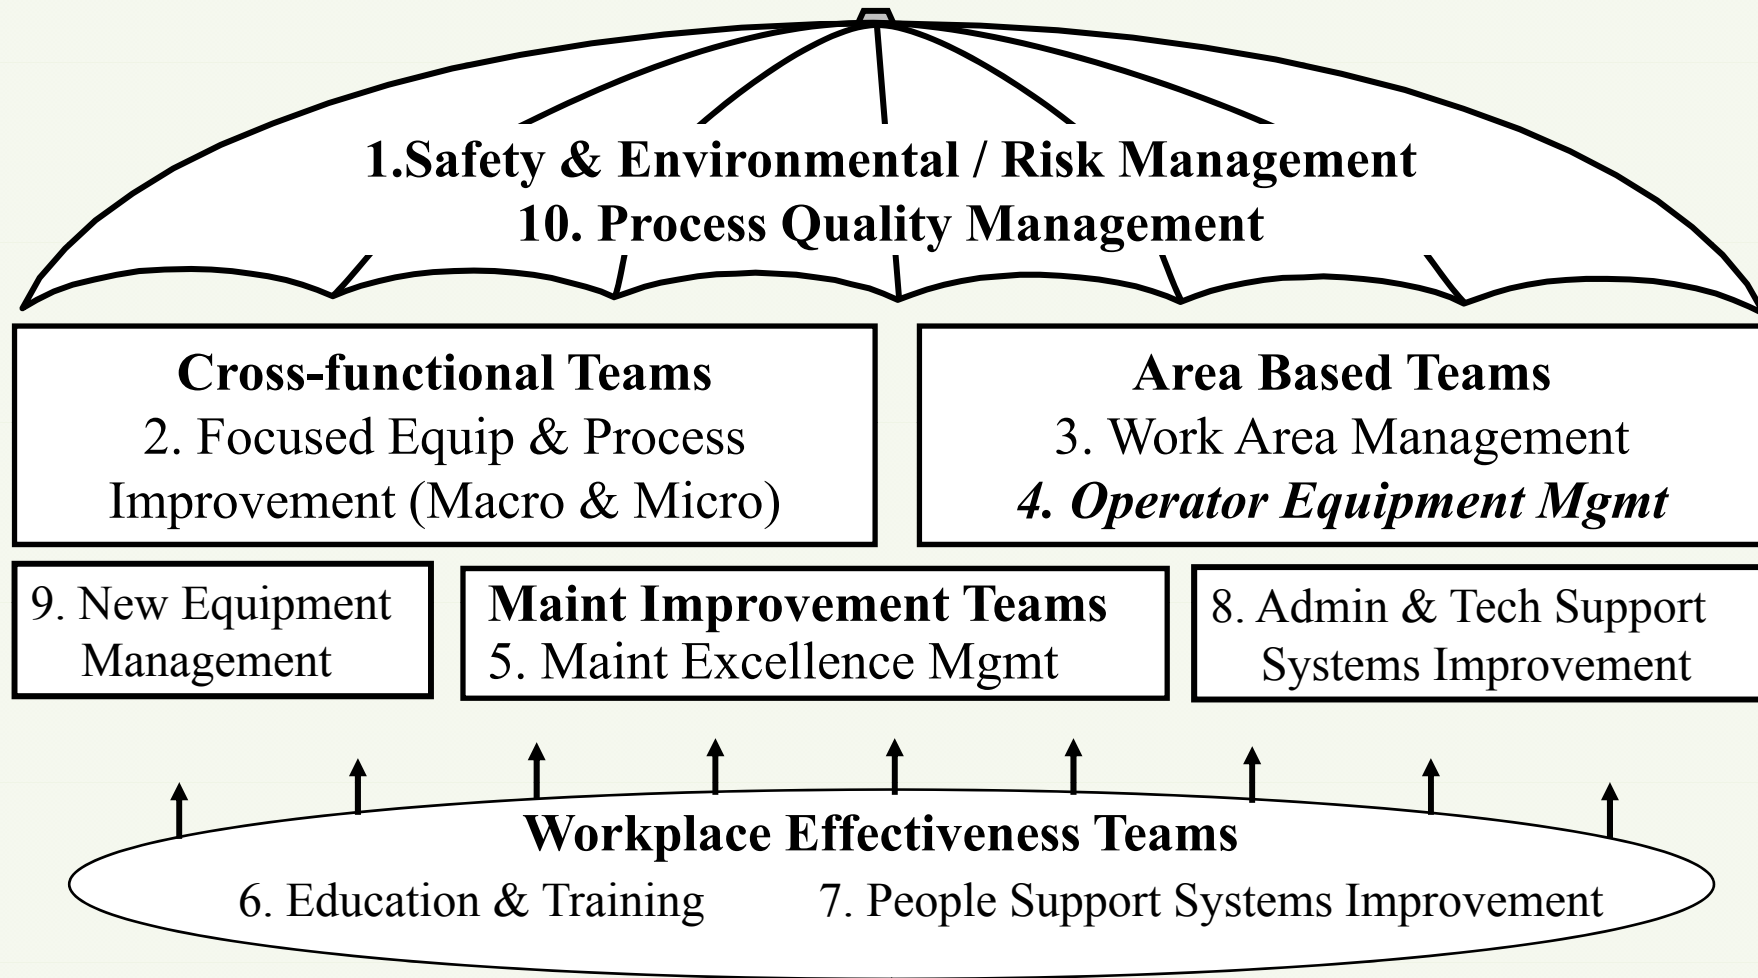 1.Safety & Environmental / Risk Management
10. Process Quality Management
Cross-functional Teams
2. Focused Equip & Process
Improvement (Macro & Micro)
Area Based Teams
3. Work Area Management
4. Operator Equipment Mgmt
9. New Equipment
Management
Maint Improvement Teams
5. Maint Excellence Mgmt
8. Admin & Tech Support
Systems Improvement
Workplace Effectiveness Teams
6. Education & Training 7. People Support Systems Improvement